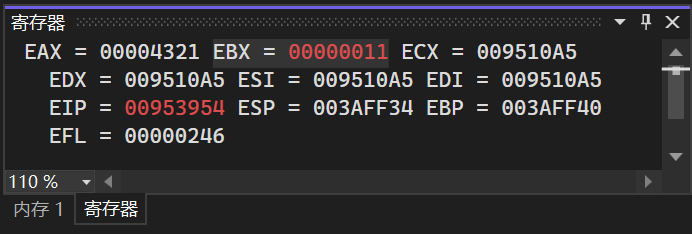 寄存器
EAX = 00004321 EBX = 00000011 ECX = 009510A5
EDX = 009510A5 ESI = 009510A5 EDI = 009510A5
EIP = 00953954 ESP = 003AFF34 EBP = 003AFF40
EFL = 00000246
110 %
内存 1 寄存器